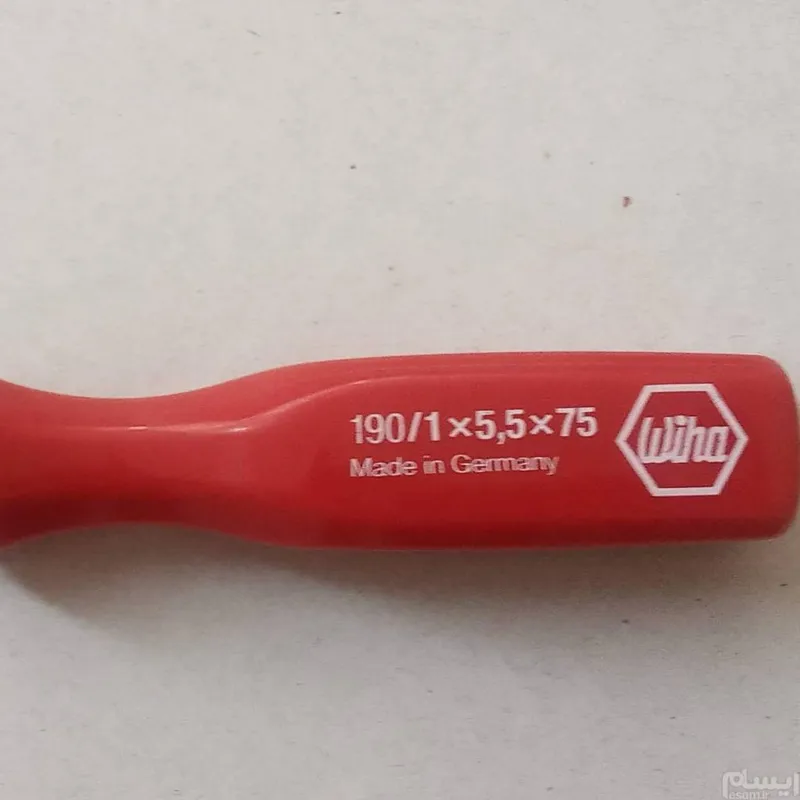 190/1×5,5×75
Made in Germany
Wiha
ایسام
esam.ir